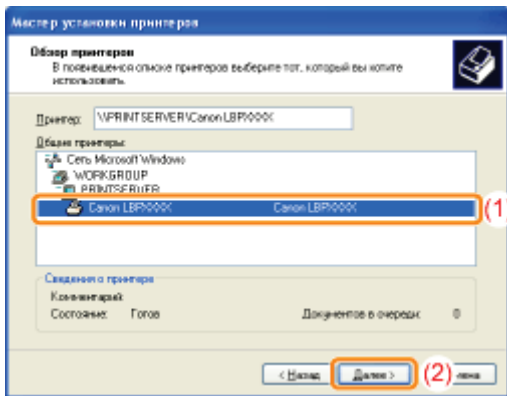 Мастер установки принтеров
Обзор принтеров
В появившемся списке принтеров выберите тот, который вы хотите
использовать.
Принтер: \\PRINTSERVER\Canon LBPXXXX
Общие принтеры:
Сеть Microsoft Windows
WORKGROUP
PRINTSERVER
Canon LBPXXXX Canon LBPXXXX
(1)
Сведения о принтере
Комментарий:
Состояние: Готов Документов в очереди: 0
< Назад Далее > (2)